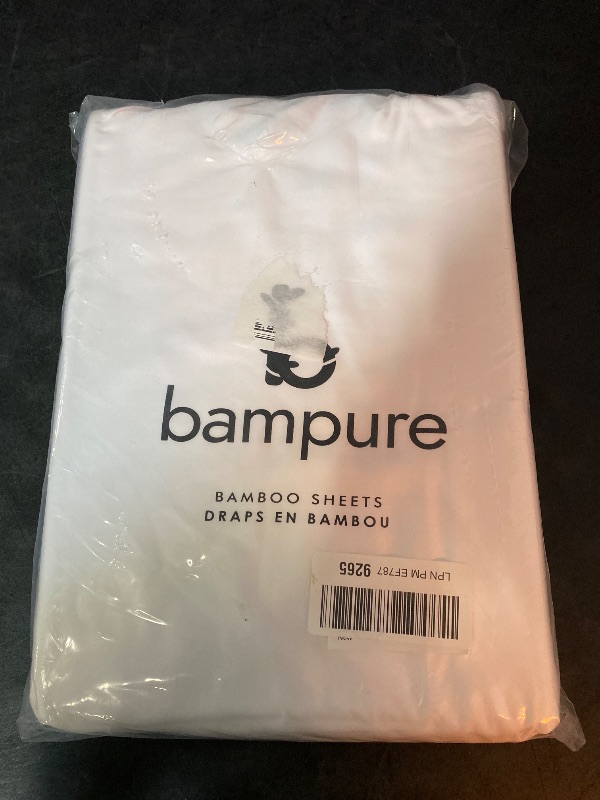 bampure
BAMBOO SHEETS
DRAPS EN BAMBOU
LPN PM EF787 9265